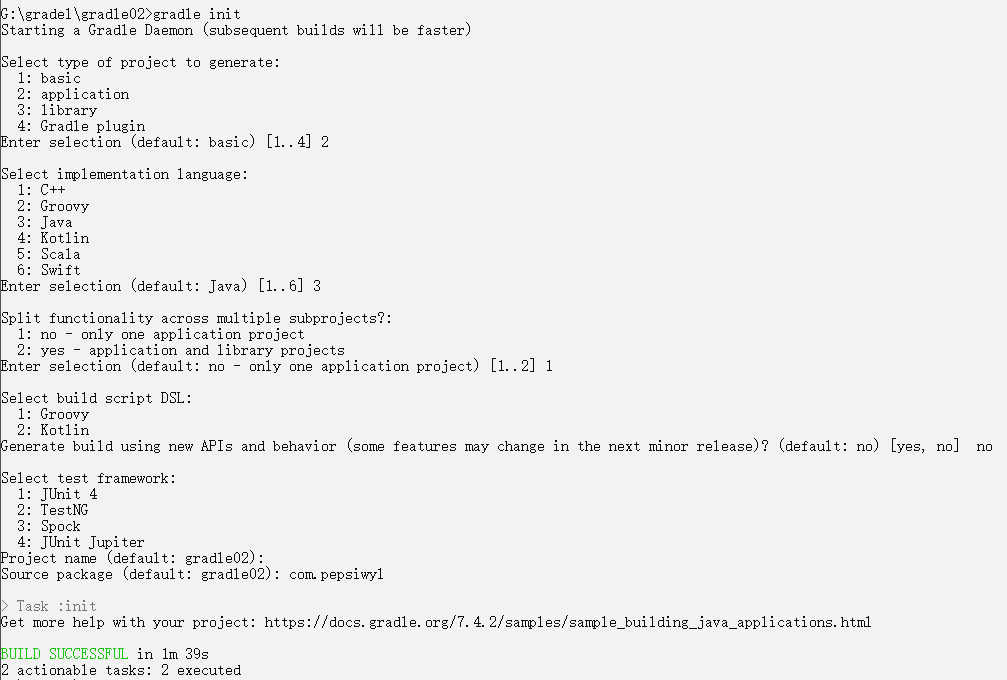 G:\gradel\gradle02>gradle init
Starting a Gradle Daemon (subsequent builds will be faster)
Select type of project to generate:
1: basic
2: application
3: library
4: Gradle plugin
Enter selection (default: basic) [1..4] 2
Select implementation language:
1: C++
2: Groovy
3: Java
4: Kotlin
5: Scala
6: Swift
Enter selection (default: Java) [1..6] 3
Split functionality across multiple subprojects?:
1: no - only one application project
2: yes - application and library projects
Enter selection (default: no - only one application project) [1..2] 1
Select build script DSL:
1: Groovy
2: Kotlin
Generate build using new APIs and behavior (some features may change in the next minor release)? (default: no) [yes, no]  no
Select test framework:
1: JUnit 4
2: TestNG
3: Spock
4: JUnit Jupiter
Project name (default: gradle02):
Source package (default: gradle02): com.pepsiwyl
> Task :init
Get more help with your project: https://docs.gradle.org/7.4.2/samples/sample_building_java_applications.html
BUILD SUCCESSFUL in 1m 39s
2 actionable tasks: 2 executed